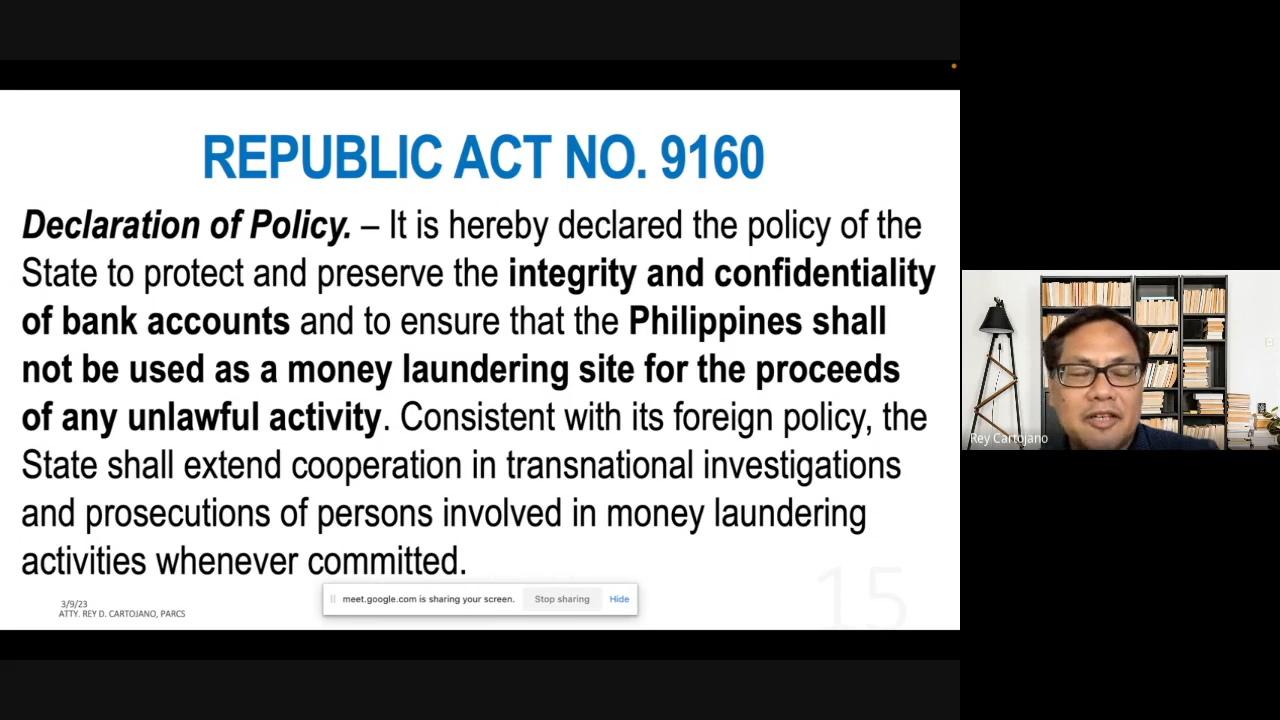 REPUBLIC ACT NO. 9160
Declaration of Policy. – It is hereby declared the policy of the
State to protect and preserve the integrity and confidentiality
of bank accounts and to ensure that the Philippines shall
not be used as a money laundering site for the proceeds
of any unlawful activity. Consistent with its foreign policy, the
State shall extend cooperation in transnational investigations
and prosecutions of persons involved in money laundering
activities whenever committed.
3/9/23
ATTY. REY D. CARTOJANO, PARCS
meet.google.com is sharing your screen.
Stop sharing
Hide
15
Rey Cartojano